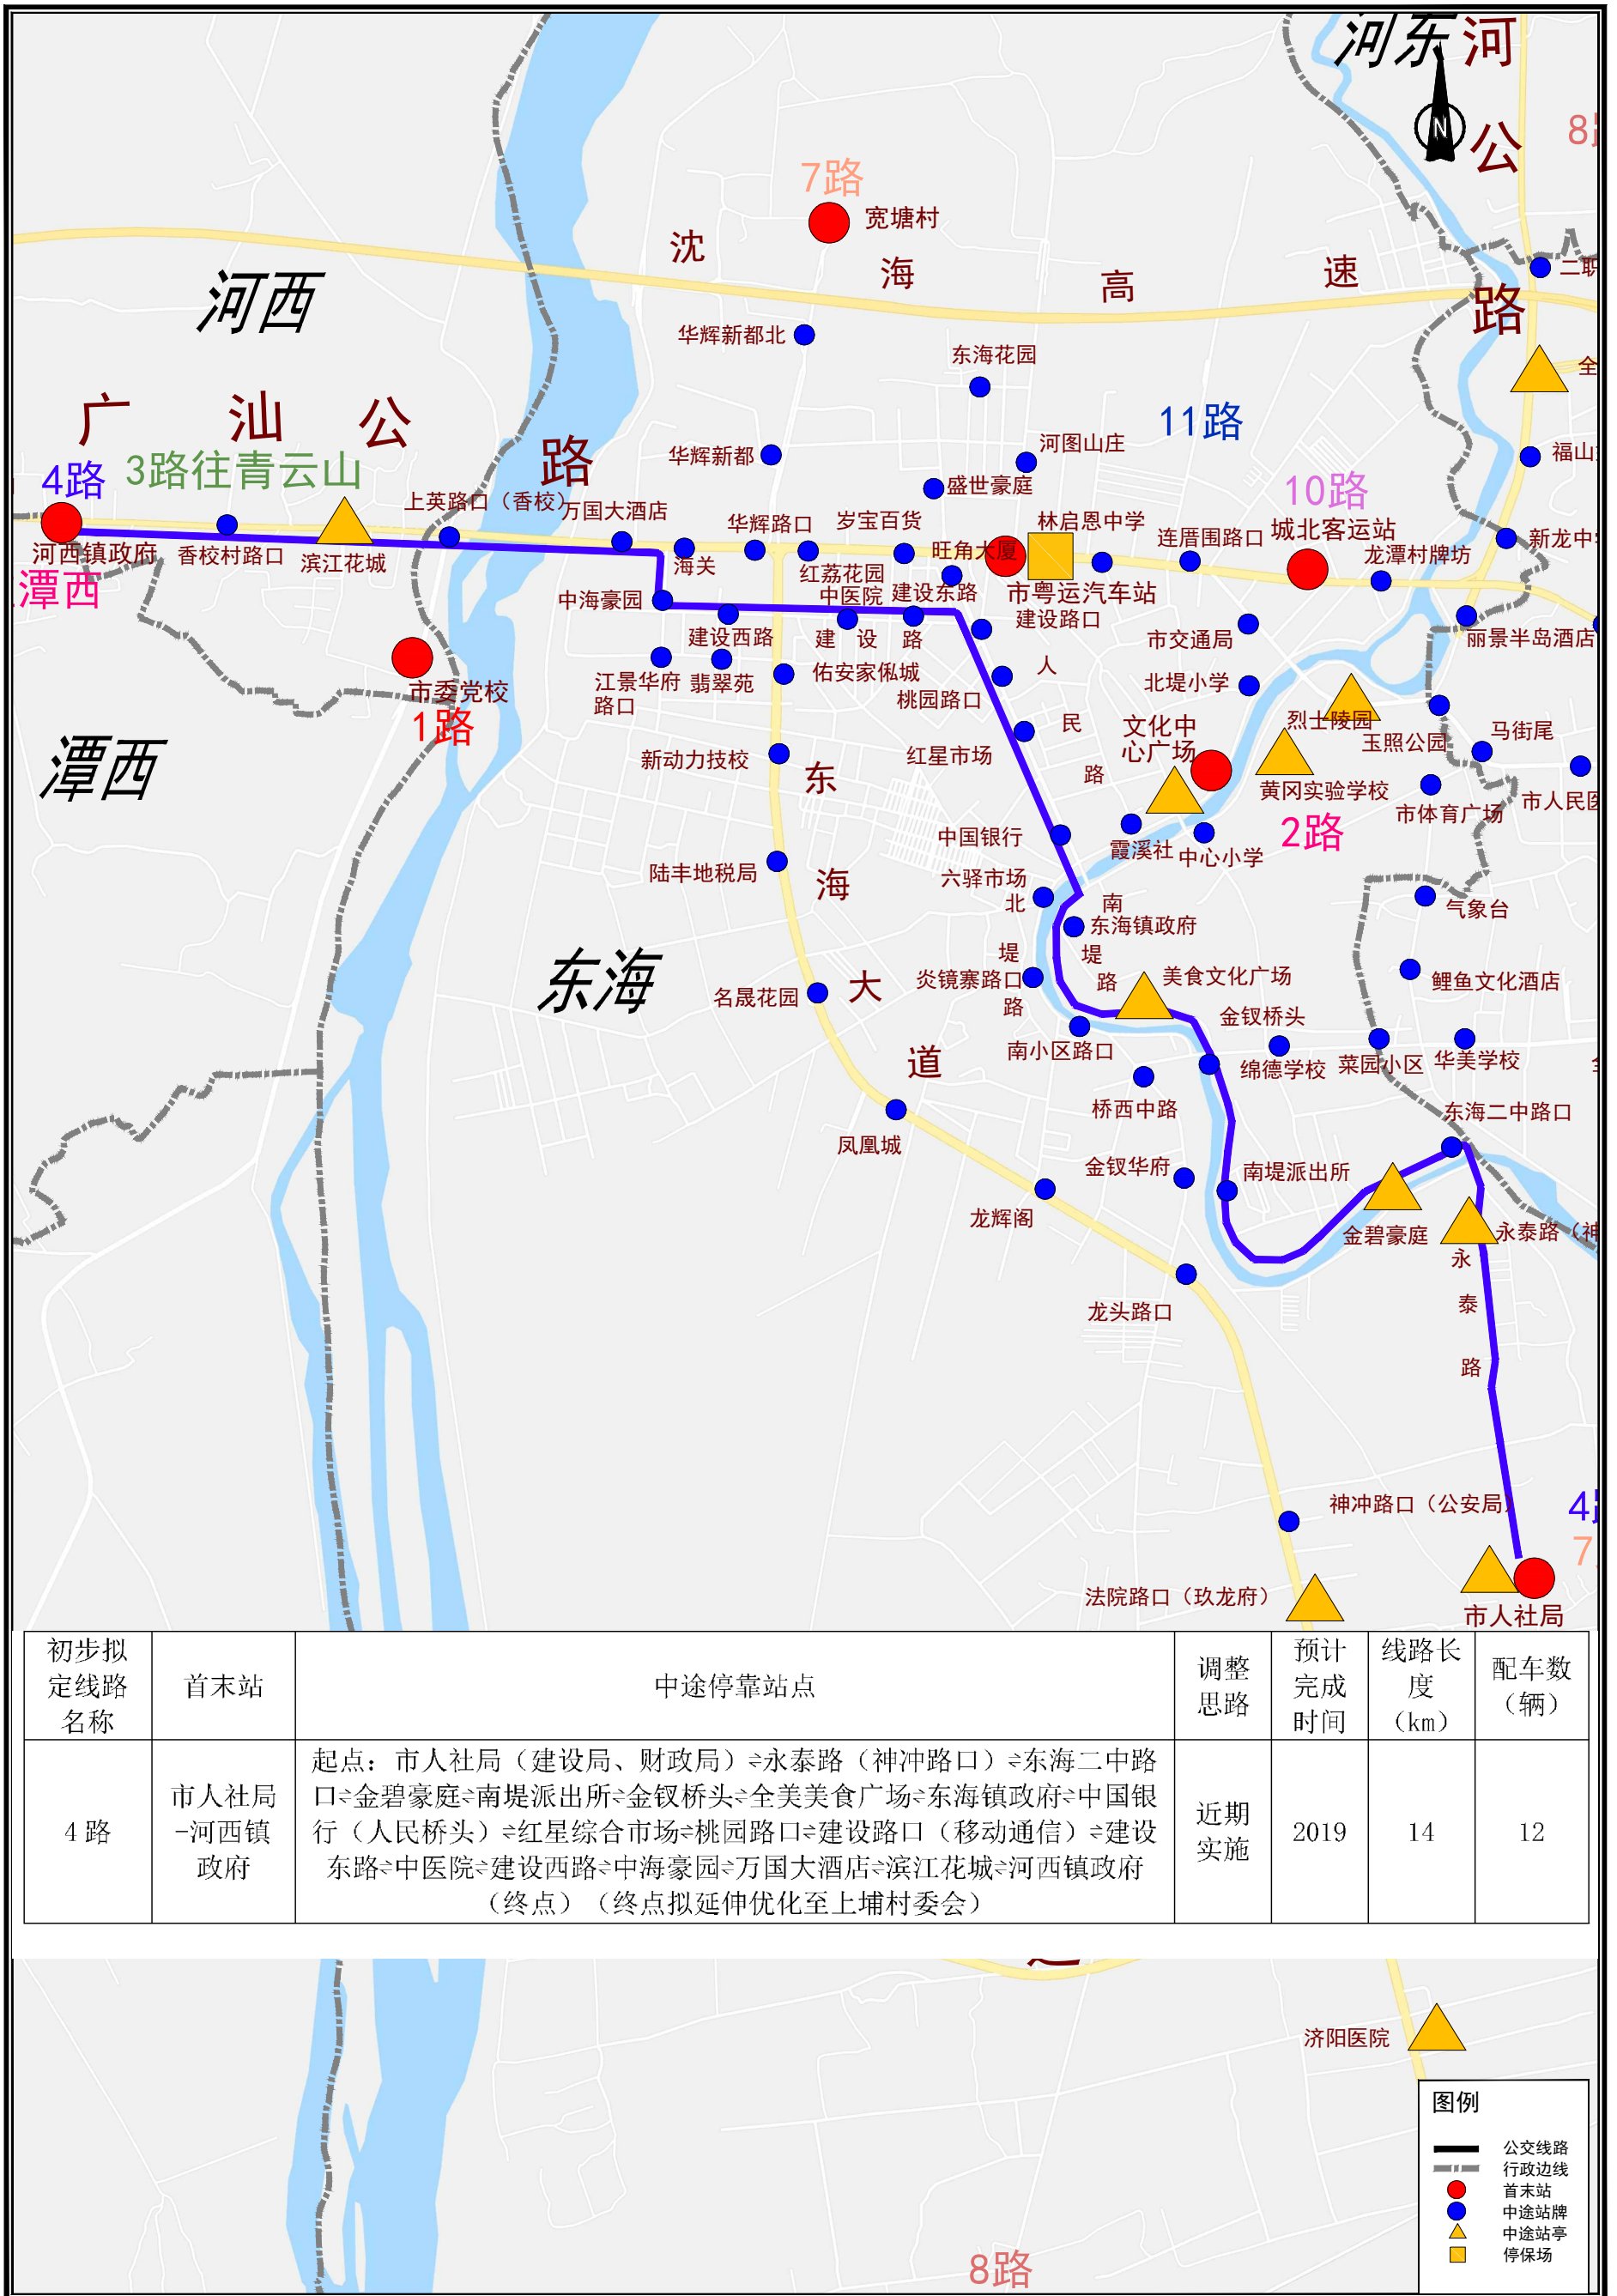 河东
河
公
路
8路
7路
宽塘村
沈
海
高
速
二职
河西
华辉新都北
东海花园
全
广
汕
公
路
11路
华辉新都
河图山庄
福山
4路
3路往青云山
盛世豪庭
10路
上英路口（香校）
万国大酒店
华辉路口
岁宝百货
林启恩中学
连厝围路口
城北客运站
新龙中
河西镇政府
香校村路口
滨江花城
海关
红荔花园
旺角大厦
龙潭村牌坊
潭西
中海豪园
中医院
建设东路
市粤运汽车站
建设西路
建
设
路
建设路口
市交通局
丽景半岛酒店
市委党校
江景华府
路口
翡翠苑
佑安家俬城
桃园路口
人
北堤小学
1路
民
文化中
心广场
烈士陵园
玉照公园
马街尾
潭西
新动力技校
东
红星市场
路
黄冈实验学校
市体育广场
市人民医
2路
中国银行
霞溪社
中心小学
陆丰地税局
海
六驿市场
北
南
东海镇政府
气象台
东海
堤
堤
名晟花园
大
炎镜寨路口
路
路
美食文化广场
鲤鱼文化酒店
道
南小区路口
金钗桥头
绵德学校
菜园小区
华美学校
桥西中路
东海二中路口
凤凰城
金钗华府
南堤派出所
龙辉阁
金碧豪庭
永泰路（神
永
龙头路口
泰
路
神冲路口（公安局）
4路
7
法院路口（玖龙府）
市人社局
初步拟
定线路
名称
首末站
中途停靠站点
调整
思路
预计
完成
时间
线路长
度
（km）
配车数
（辆）
4路
市人社局
-河西镇
政府
起点：市人社局（建设局、财政局）⇌永泰路（神冲路口）⇌东海二中路
口⇌金碧豪庭⇌南堤派出所⇌金钗桥头⇌全美美食广场⇌东海镇政府⇌中国银
行（人民桥头）⇌红星综合市场⇌桃园路口⇌建设路口（移动通信）⇌建设
东路⇌中医院⇌建设西路⇌中海豪园⇌万国大酒店⇌滨江花城⇌河西镇政府
（终点）（终点拟延伸优化至上埔村委会）
近期
实施
2019
14
12
济阳医院
图例
公交线路
行政边线
首末站
中途站牌
中途站亭
停保场
8路
N